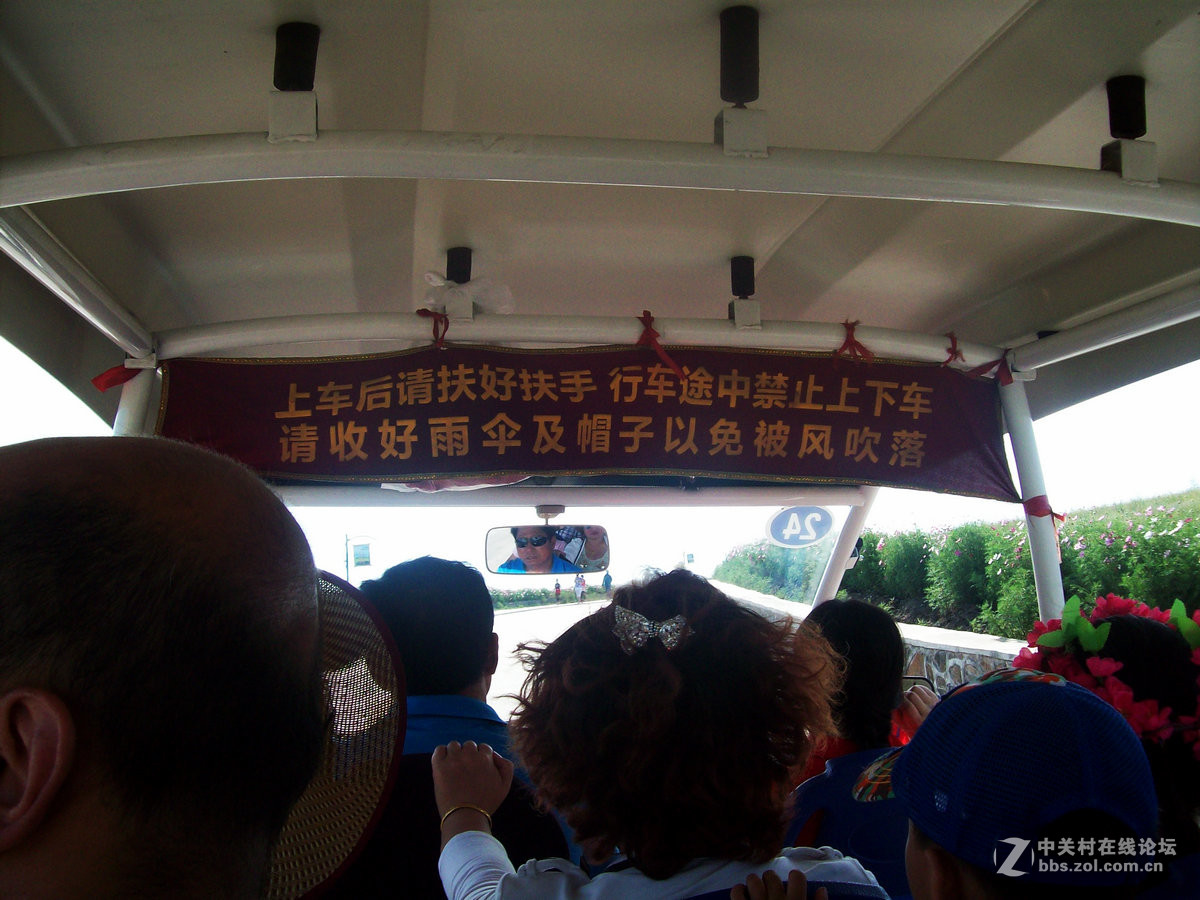 上车后请扶好扶手 行车途中禁止上下车
请收好雨伞及帽子以免被风吹落
24
中关村在线论坛
bbs.zol.com.cn